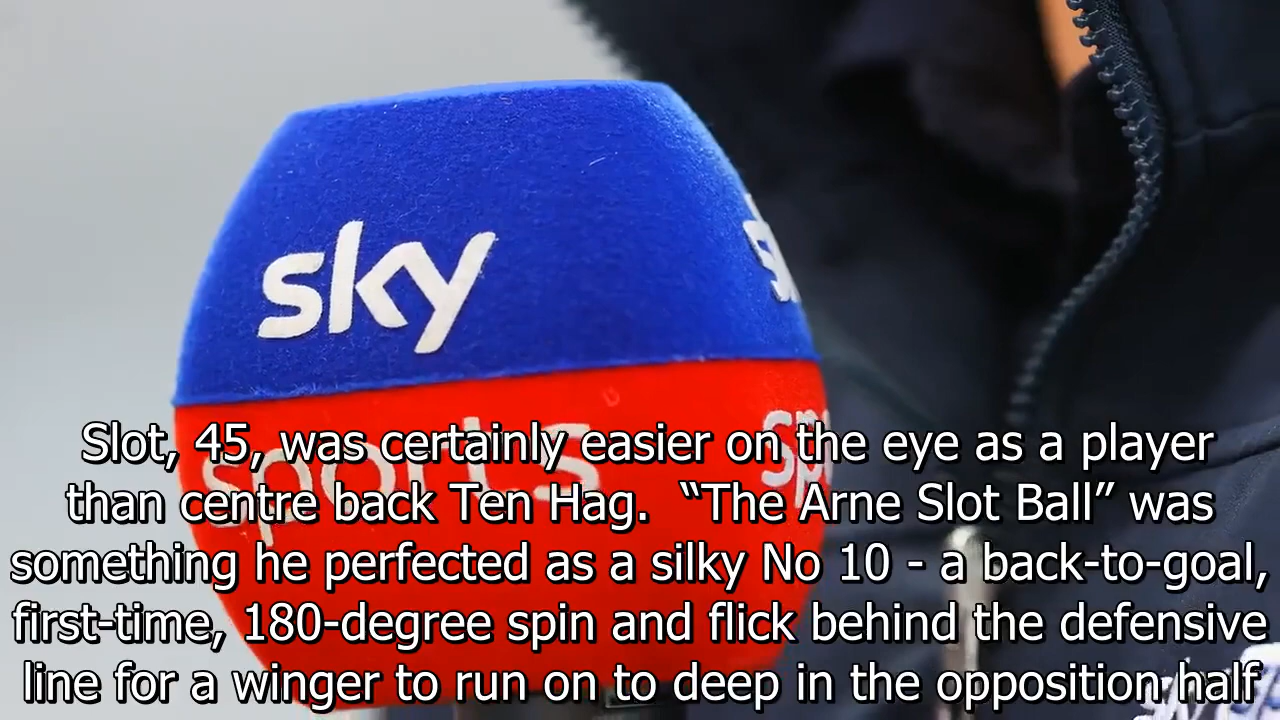 sky
sports
Slot, 45, was certainly easier on the eye as a player
than centre back Ten Hag.  “The Arne Slot Ball” was
something he perfected as a silky No 10 - a back-to-goal,
first-time, 180-degree spin and flick behind the defensive
line for a winger to run on to deep in the opposition half